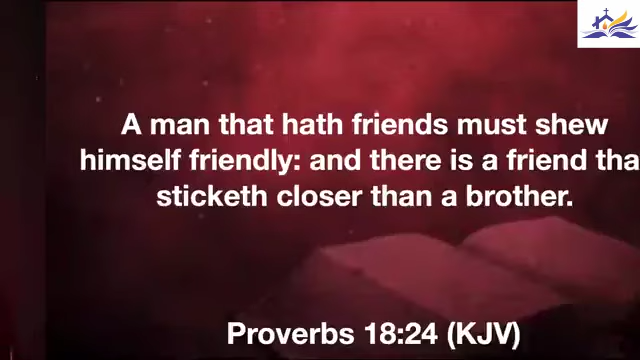 A man that hath friends must shew
himself friendly: and there is a friend tha
sticketh closer than a brother.
Proverbs 18:24 (KJV)